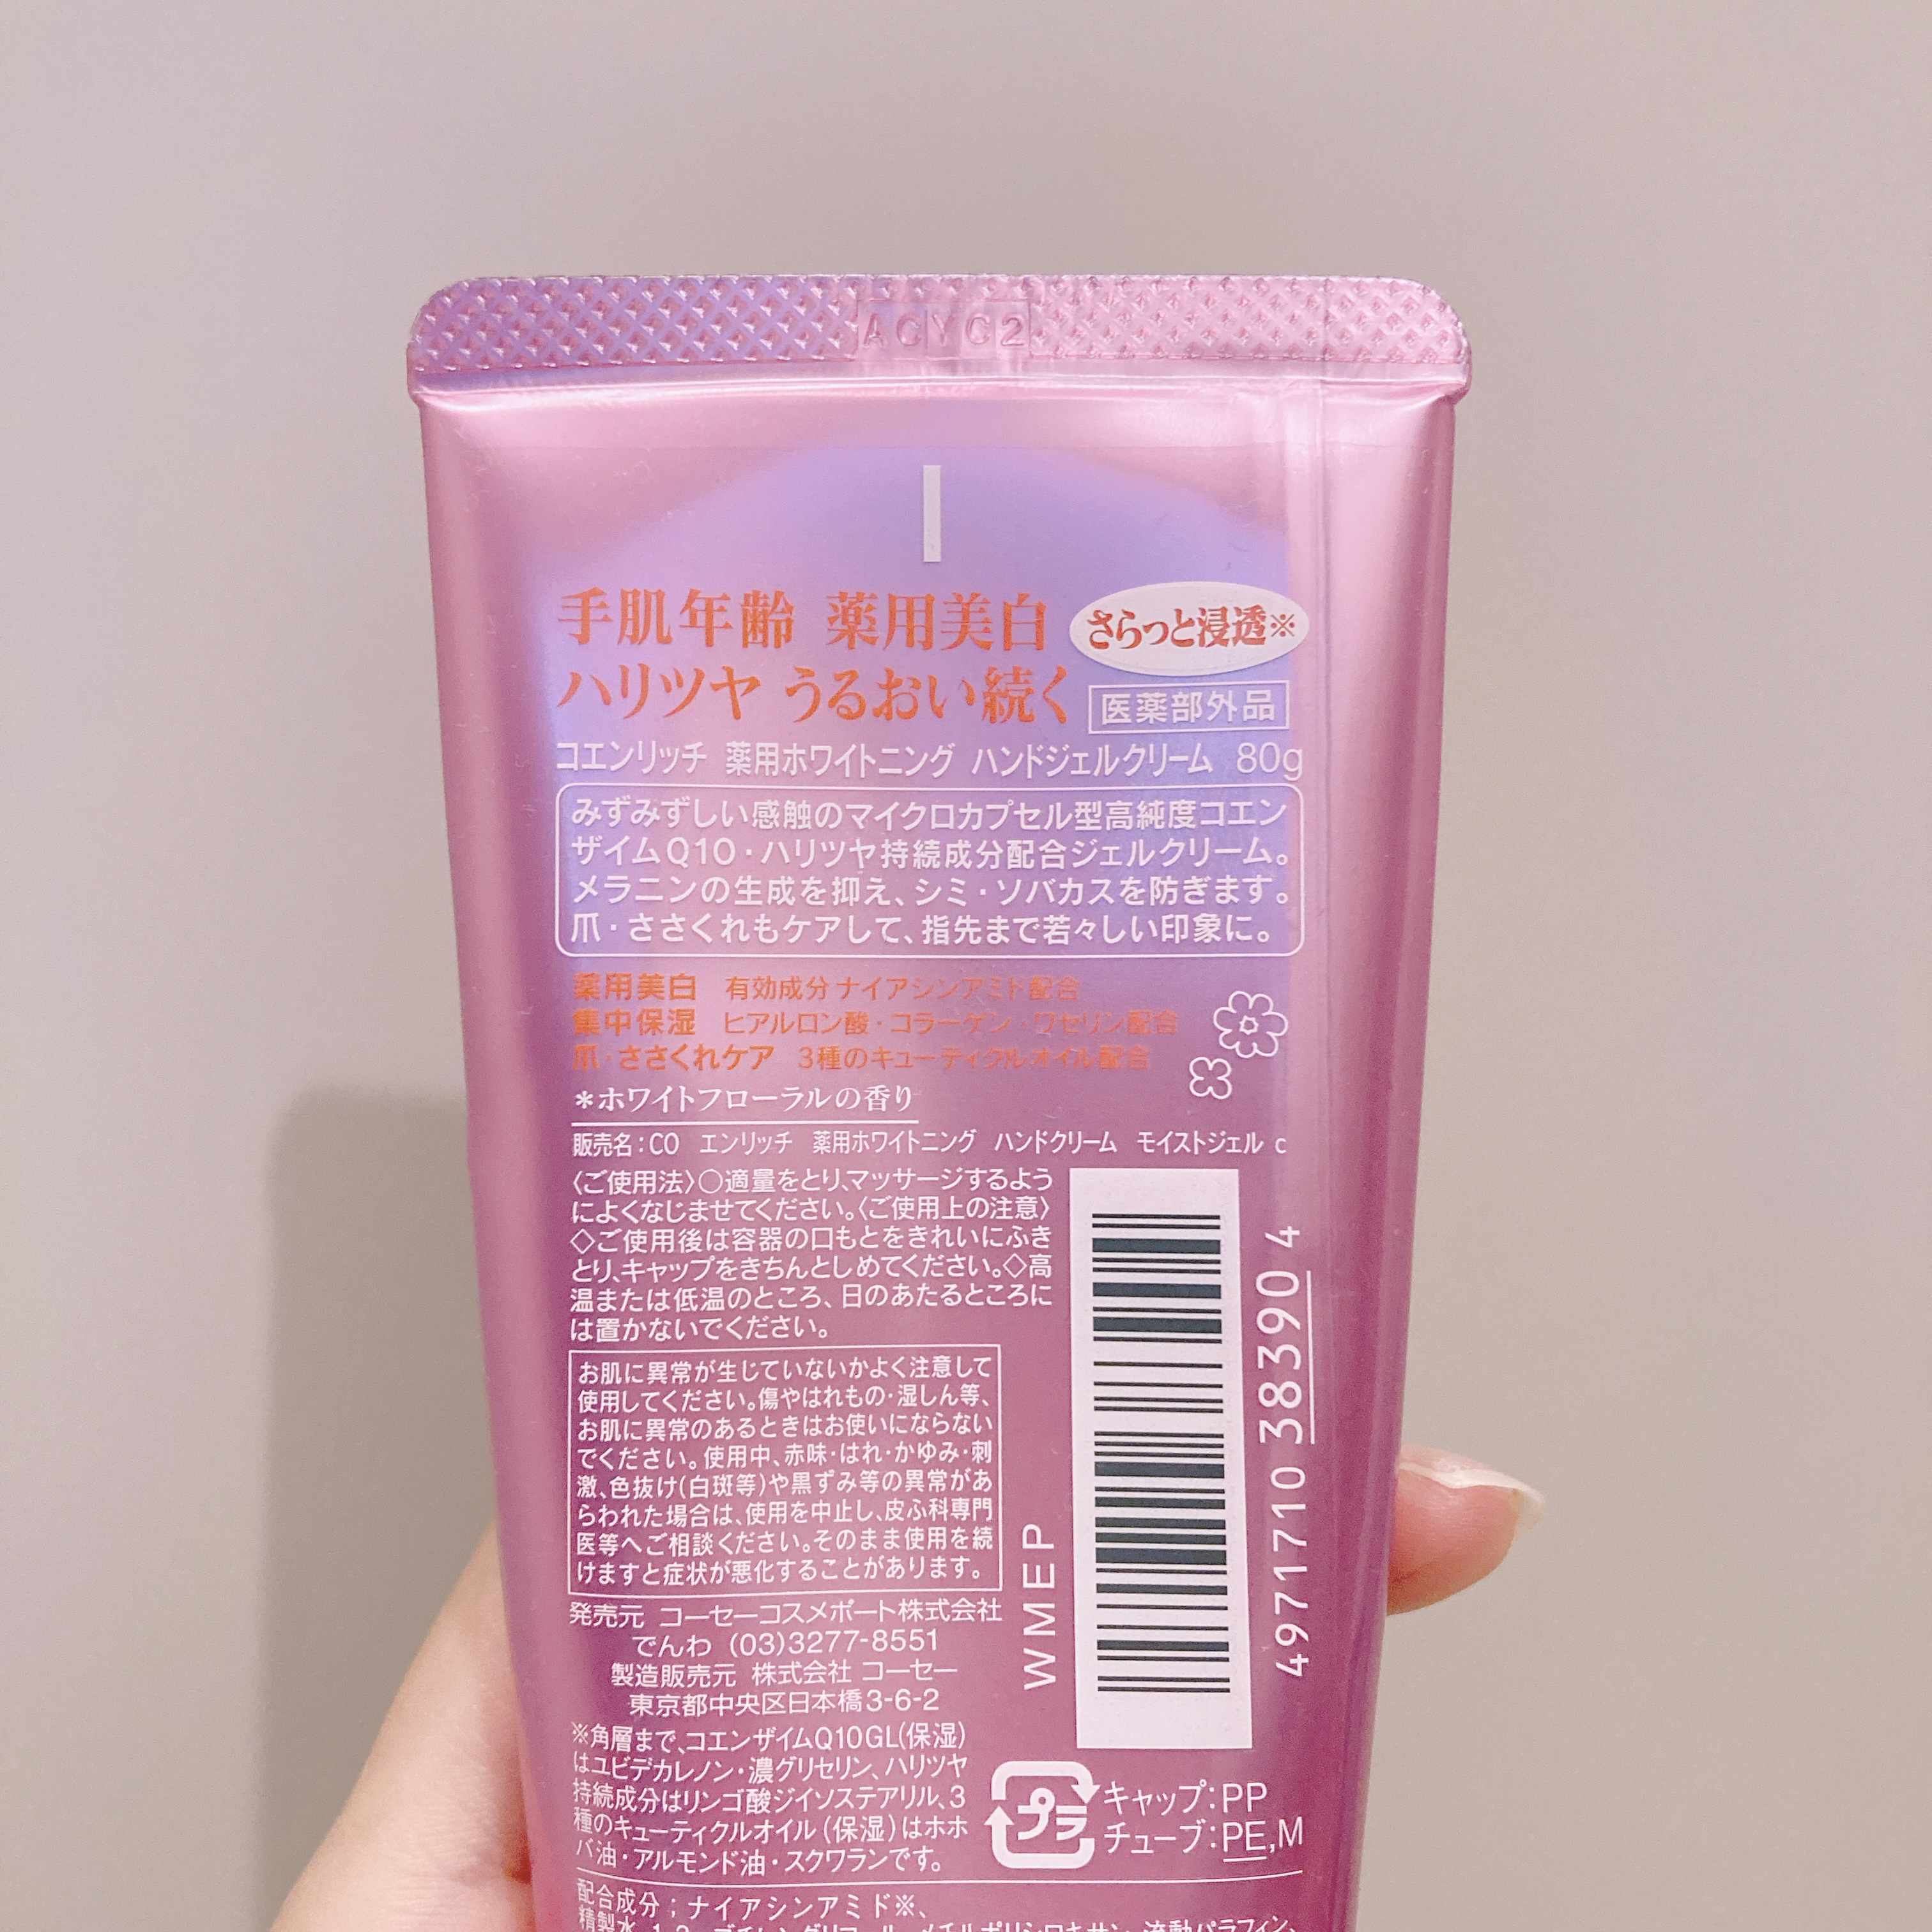 ACYC2
手肌年齢 薬用美白 さらっと浸透※
ハリツヤ うるおい続く 医薬部外品
コエンリッチ 薬用ホワイトニング ハンドジェルクリーム 80g
みずみずしい感触のマイクロカプセル型高純度コエン
ザイムQ10・ハリツヤ持続成分配合ジェルクリーム。
メラニンの生成を抑え、シミ・ソバカスを防ぎます。
爪・ささくれもケアして、指先まで若々しい印象に。
薬用美白 有効成分 ナイアシンアミド配合
集中保湿 ヒアルロン酸・コラーゲン・ワセリン配合
爪・ささくれケア 3種のキューティクルオイル配合
＊ホワイトフローラルの香り
販売名：CO エンリッチ 薬用ホワイトニング ハンドクリーム モイストジェル c
〈ご使用法〉○適量をとり、マッサージするよう
によくなじませてください。〈ご使用上の注意〉
◇ご使用後は容器の口もとをきれいにふき
とり、キャップをきちんとしめてください。◇高
温または低温のところ、日のあたるところに
は置かないでください。
お肌に異常が生じていないかよく注意して
使用してください。傷やはれもの・湿しん等、
お肌に異常のあるときはお使いにならない
でください。使用中、赤味・はれ・かゆみ・刺
激、色抜け(白斑等)や黒ずみ等の異常があ
らわれた場合は、使用を中止し、皮ふ科専門
医等へご相談ください。そのまま使用を続
けますと症状が悪化することがあります。
発売元 コーセーコスメポート株式会社
でんわ (03)3277-8551
製造販売元 株式会社 コーセー
東京都中央区日本橋3-6-2
※角層まで、コエンザイムQ10GL(保湿)
はユビデカレノン・濃グリセリン、ハリツヤ
持続成分はリンゴ酸ジイソステアリル、3
種のキューティクルオイル(保湿)はホホ
バ油・アルモンド油・スクワランです。
WMEP
4971710 383904
プラ
キャップ：PP
チューブ：PE,M
配合成分；ナイアシンアミド※、
精製水、1,3-ブチレングリコール、メチルポリシロキサン、流動パラフィン、